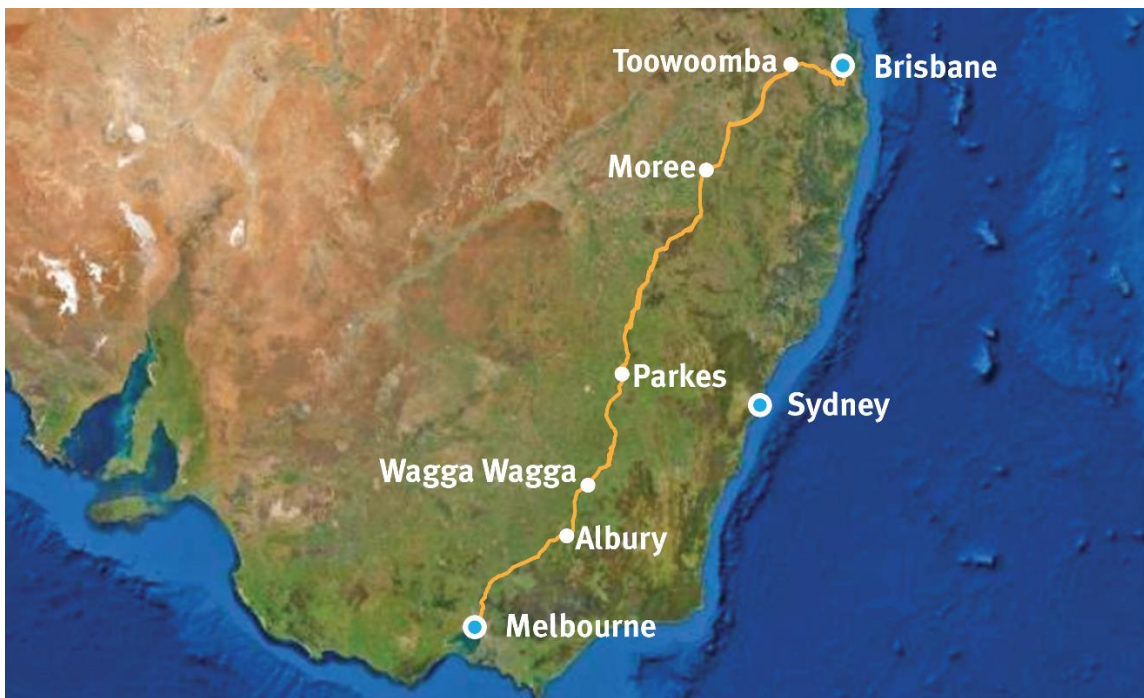 Toowoomba
Brisbane
Moree
Parkes
Sydney
Wagga Wagga
Albury
Melbourne